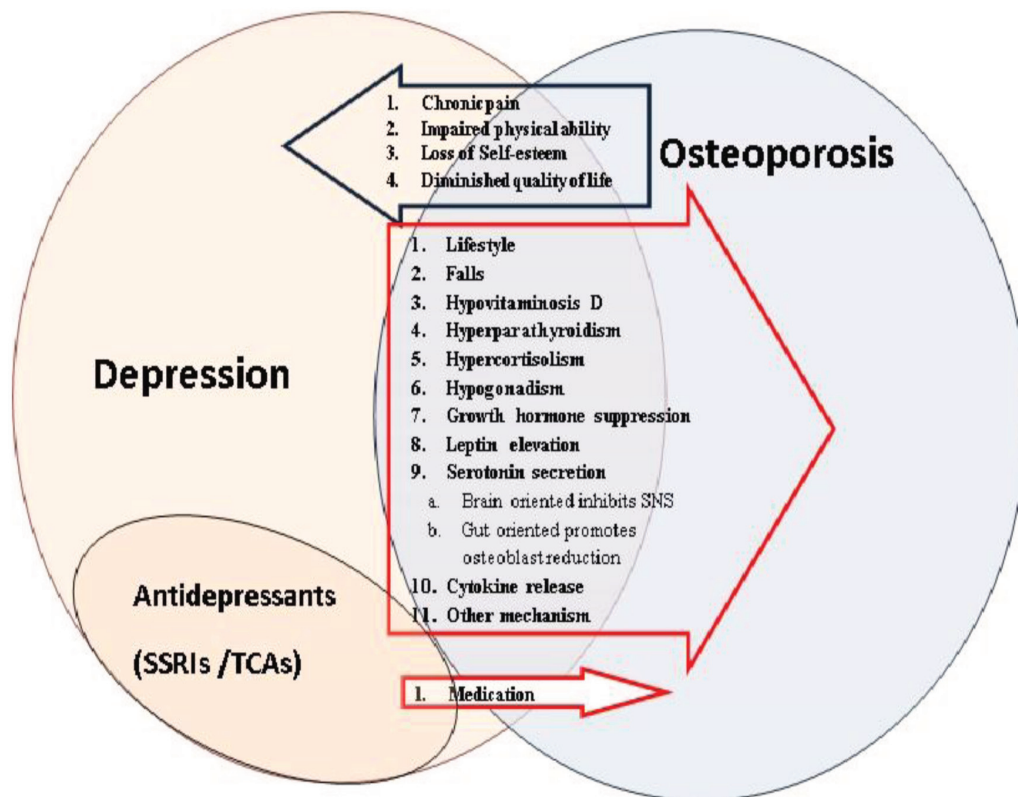 1. Chronic pain
2. Impaired physical ability
3. Loss of Self-esteem
4. Diminished quality of life
Osteoporosis
1. Lifestyle
2. Falls
3. Hypovitaminosis D
4. Hyperparathyroidism
5. Hypercortisolism
6. Hypogonadism
7. Growth hormone suppression
8. Leptin elevation
9. Serotonin secretion
a. Brain oriented inhibits SNS
b. Gut oriented promotes
osteoblast reduction
10. Cytokine release
11. Other mechanism
Depression
Antidepressants
(SSRIs /TCAs)
1. Medication